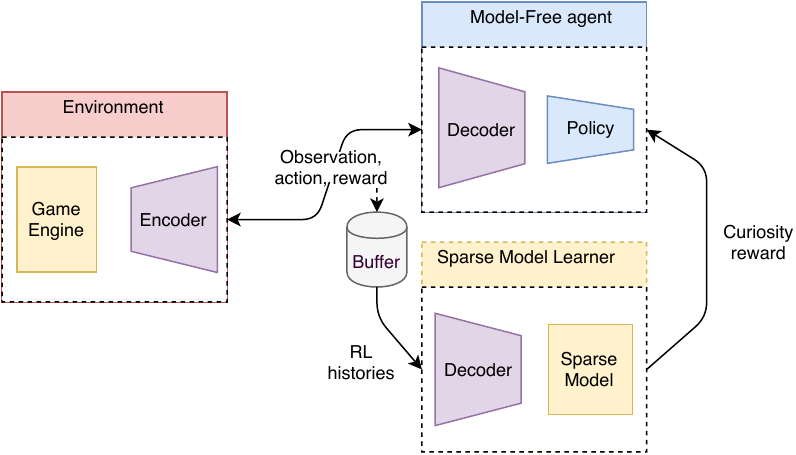 Model-Free agent
Decoder
Policy
Environment
Game
Engine
Encoder
Observation,
action, reward
Buffer
Sparse Model Learner
Decoder
Sparse
Model
RL
histories
Curiosity
reward